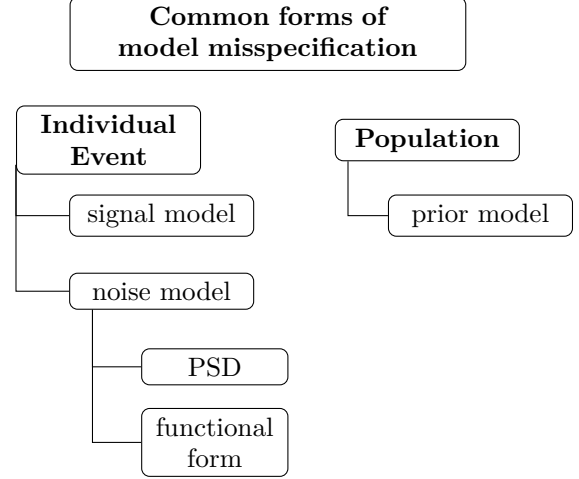 Common forms of
model misspecification
Individual
Event
Population
signal model
prior model
noise model
PSD
functional
form